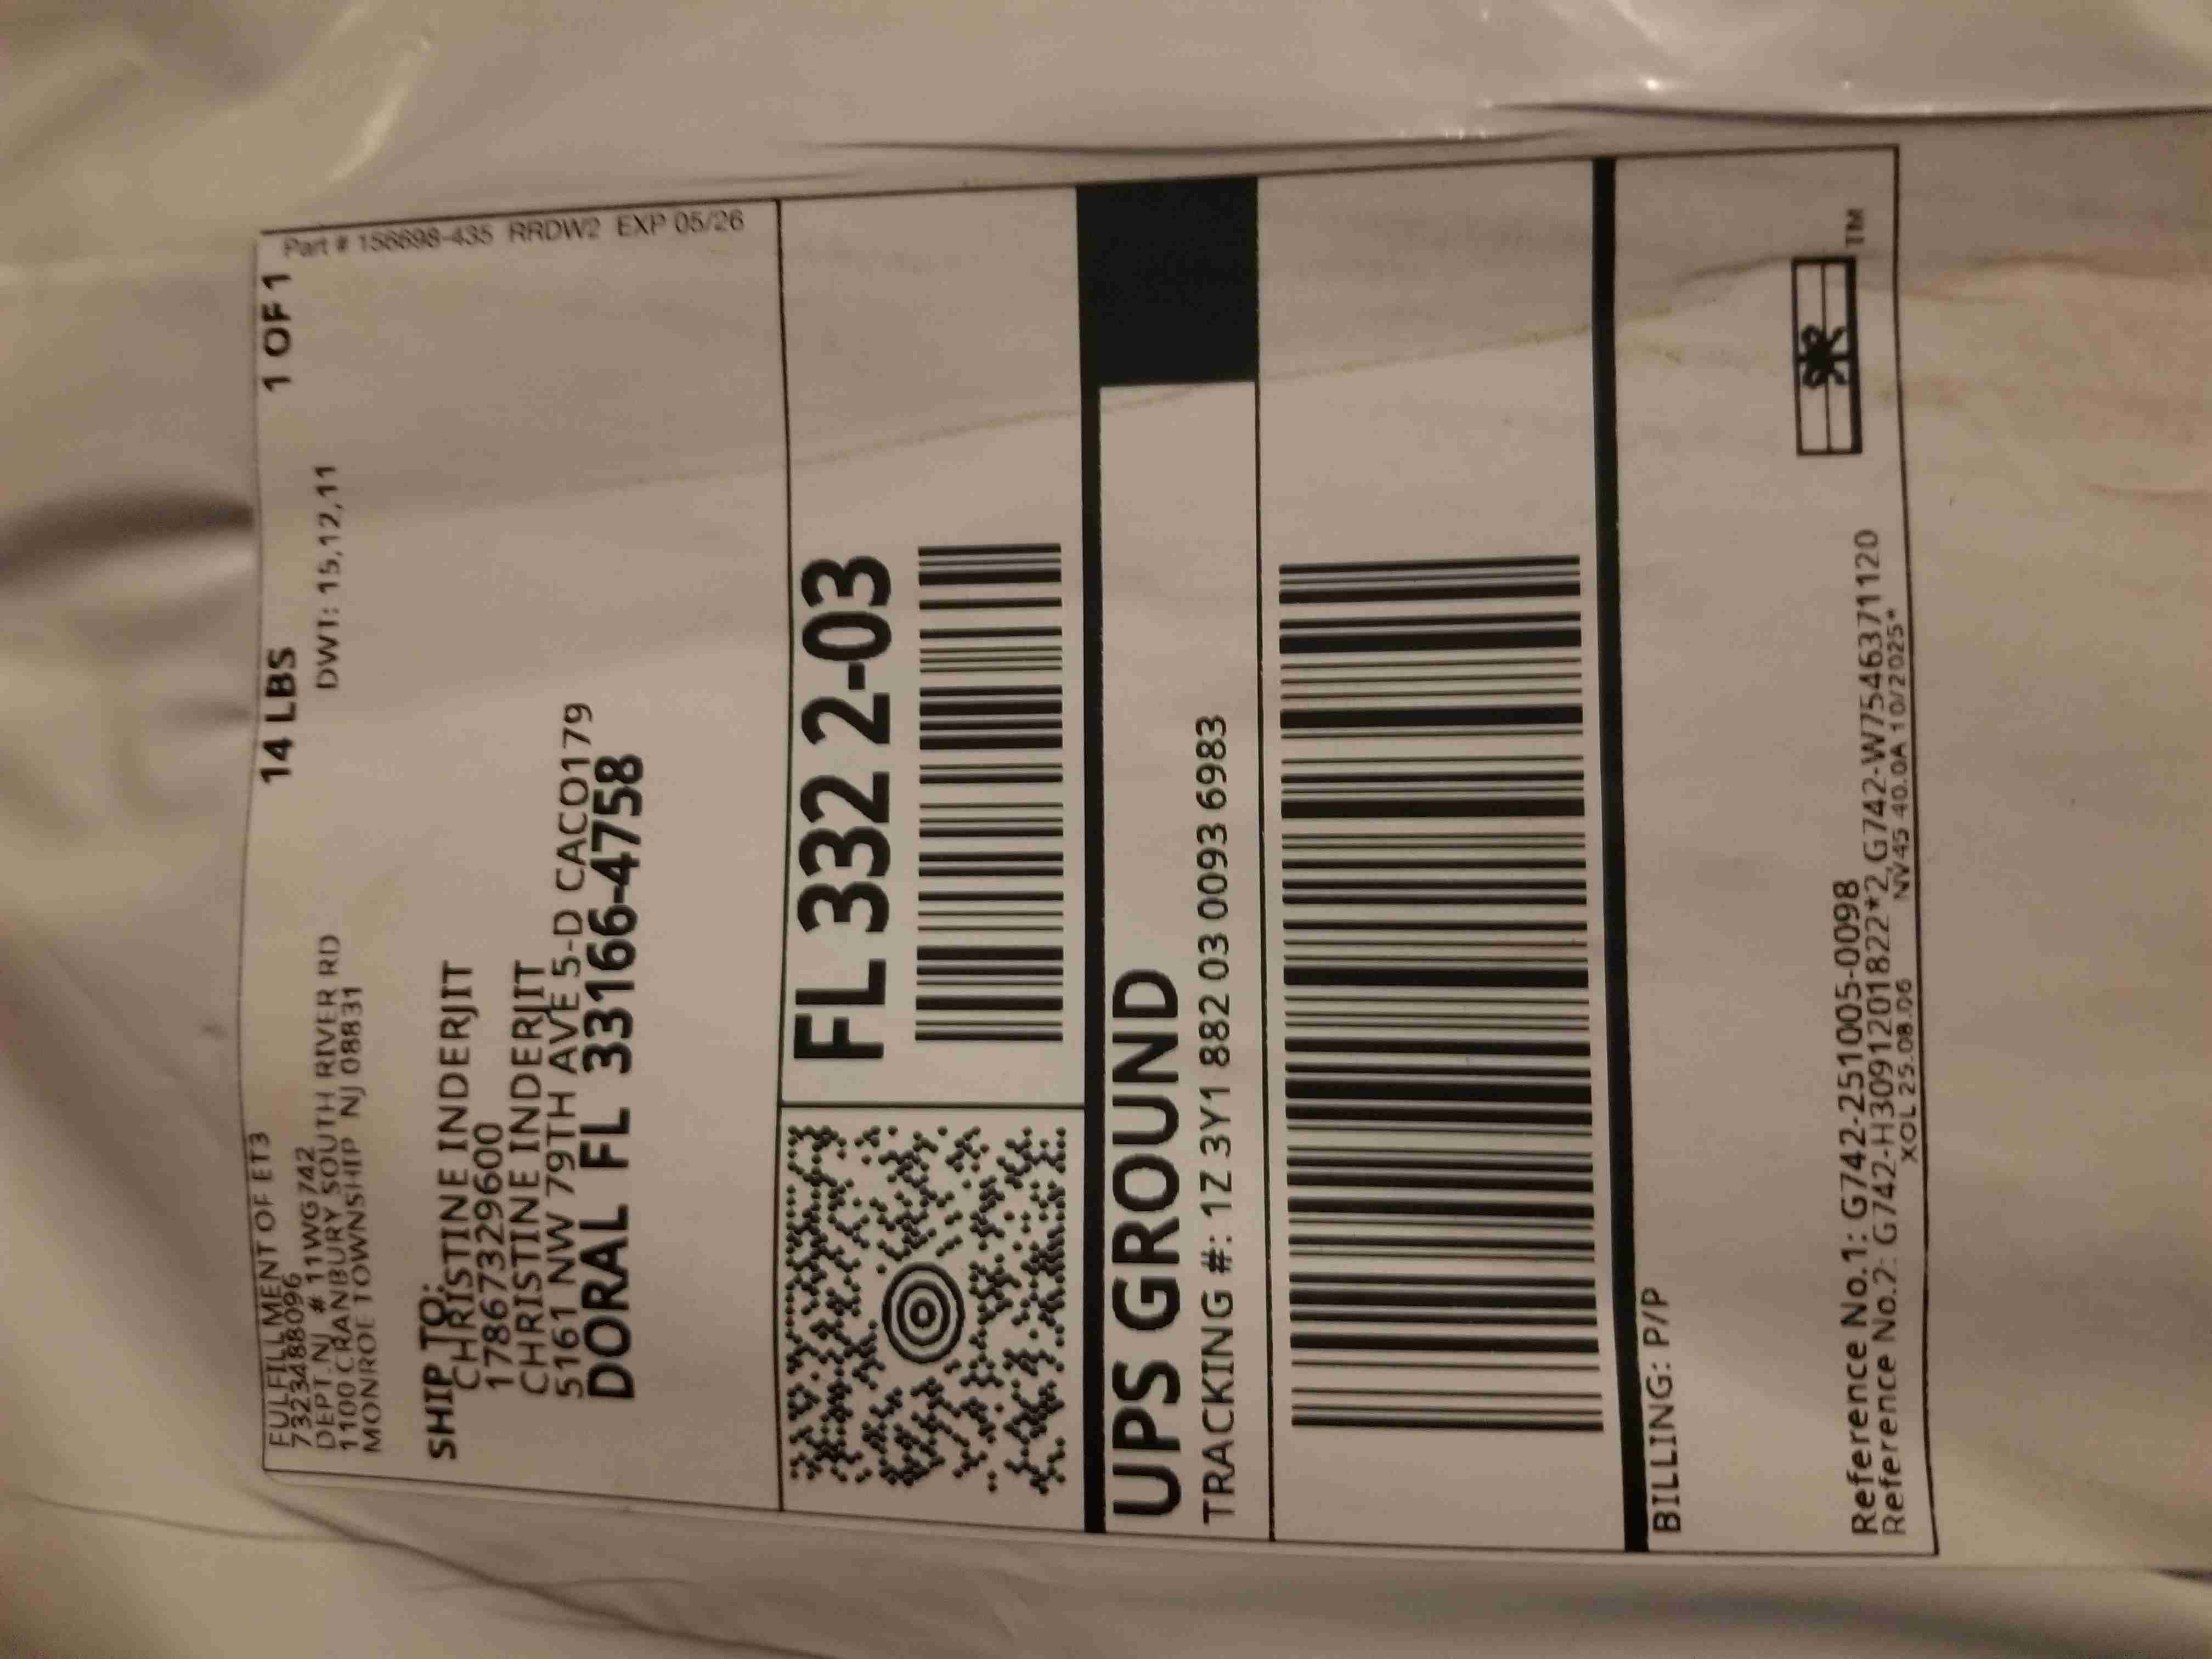 FULFILLMENT OF ET3
7323488096
DEPT.NJ # 11WG742
1100 CRANBURY SOUTH RIVER RD
MONROE TOWNSHIP NJ 08831
14 LBS
1 OF 1
DWT: 15,12,11
Part # 156698-435 RRDW2 EXP 05/26
SHIP TO:
CHRISTINE INDERJIT
17867329600
CHRISTINE INDERJIT
5161 NW 79TH AVE 5-D CACO179
DORAL FL 33166-4758
FL 332 2-03
UPS GROUND
TRACKING #: 1Z 3Y1 882 03 0093 6983
BILLING: P/P
Reference No.1: G742-251005-0098
Reference No.2: G742-H3091201822*2,G742-W754637112​0
XOL 25.08.06 NV45 40.0A 10/2025*
TM